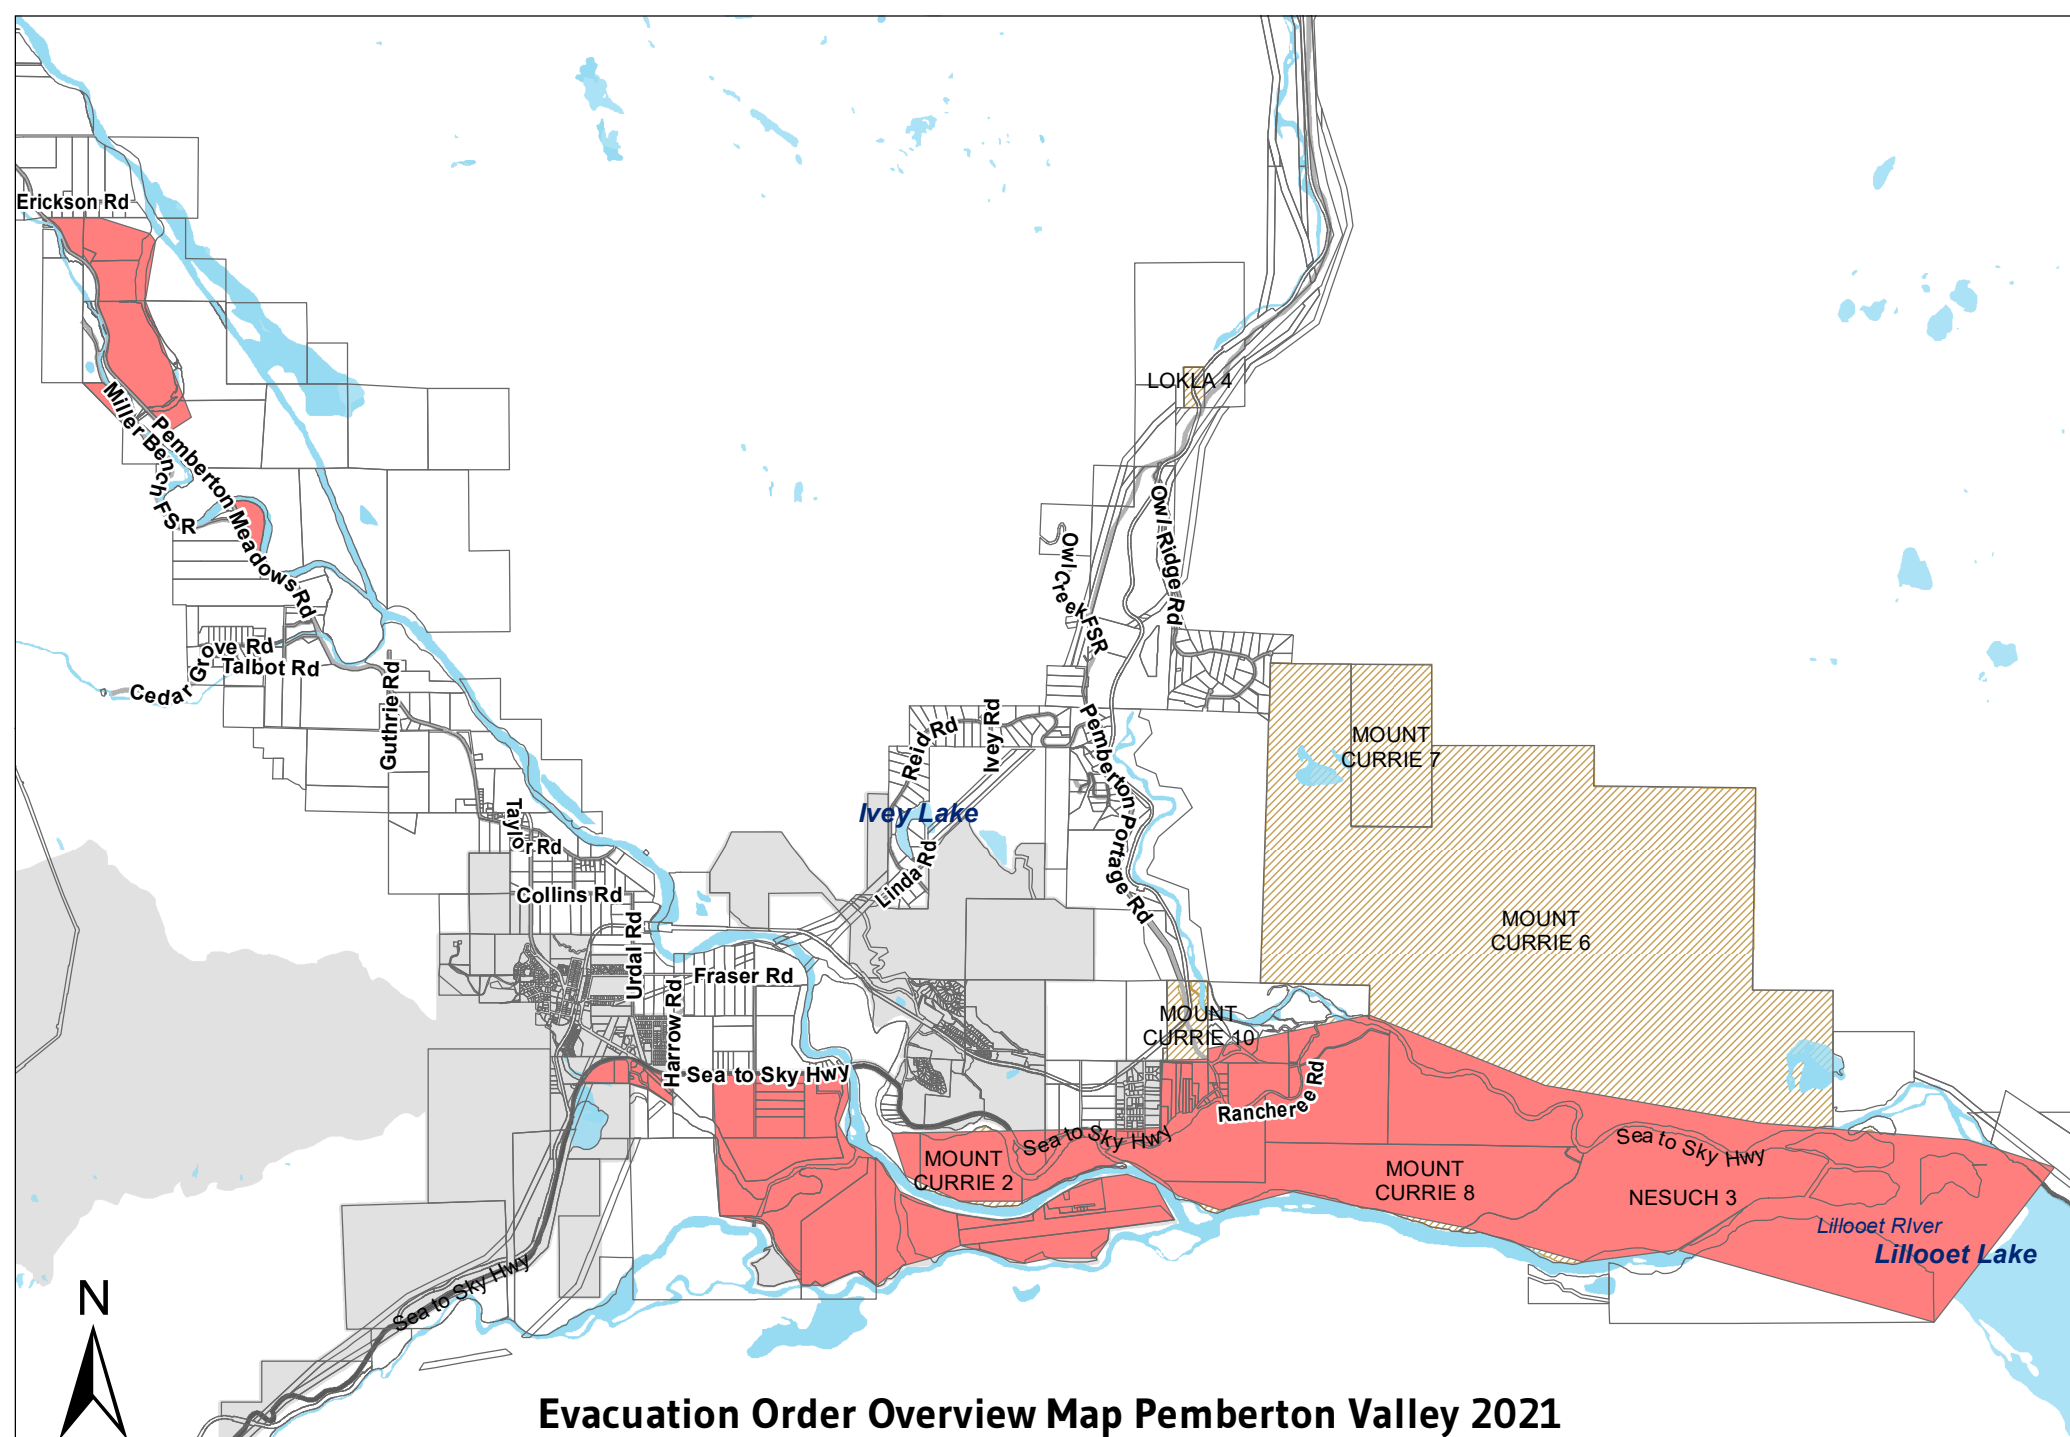 Erickson Rd
LOKLA 4
Miller Bench FSR
Pemberton Meadows Rd
Owl Ridge Rd
Owl Creek FSR
Cedar Grove Rd
Talbot Rd
Guthrie Rd
Reid Rd
Ivey Rd
Pemberton Portage Rd
MOUNT
CURRIE 7
Ivey Lake
Taylor Rd
Linda Rd
Collins Rd
Urdal Rd
MOUNT
CURRIE 6
Fraser Rd
Harrow Rd
MOUNT
CURRIE 10
Sea to Sky Hwy
Rancheree Rd
Sea to Sky Hwy
Sea to Sky Hwy
MOUNT
CURRIE 2
MOUNT
CURRIE 8
NESUCH 3
Lillooet RIver
Lillooet Lake
Sea to Sky Hwy
N
Evacuation Order Overview Map Pemberton Valley 2021